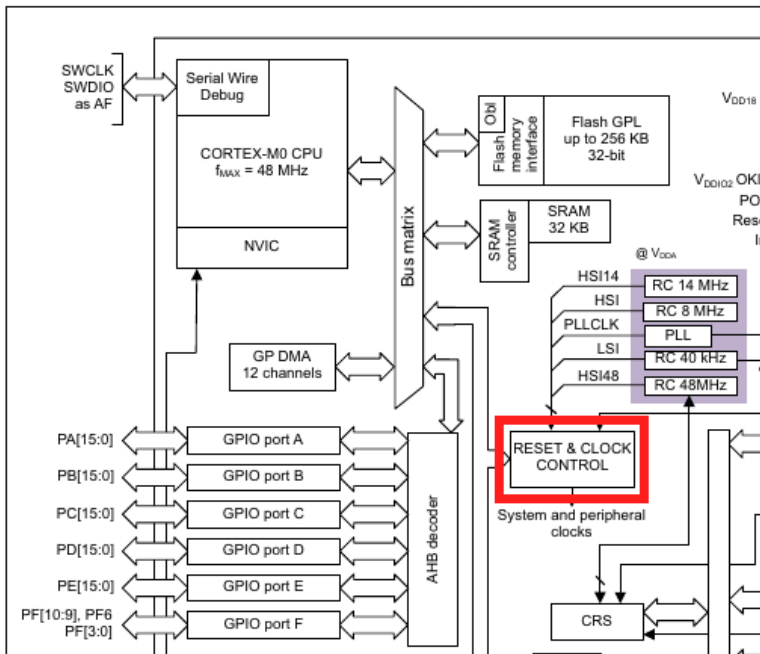 SWCLK
SWDIO
as AF
Serial Wire
Debug
CORTEX-M0 CPU
fMAX = 48 MHz
NVIC
Bus matrix
Obl
Flash
memory
interface
Flash GPL
up to 256 KB
32-bit
SRAM
controller
SRAM
32 KB
VDD18
VDDIO2 OKI
PO
Rese
I
@ VDDA
HSI14
RC 14 MHz
HSI
RC 8 MHz
PLLCLK
PLL
LSI
RC 40 kHz
HSI48
RC 48MHz
GP DMA
12 channels
RESET & CLOCK
CONTROL
System and peripheral
clocks
PA[15:0]
GPIO port A
PB[15:0]
GPIO port B
PC[15:0]
GPIO port C
PD[15:0]
GPIO port D
PE[15:0]
GPIO port E
PF[10:9], PF6
PF[3:0]
GPIO port F
AHB decoder
CRS